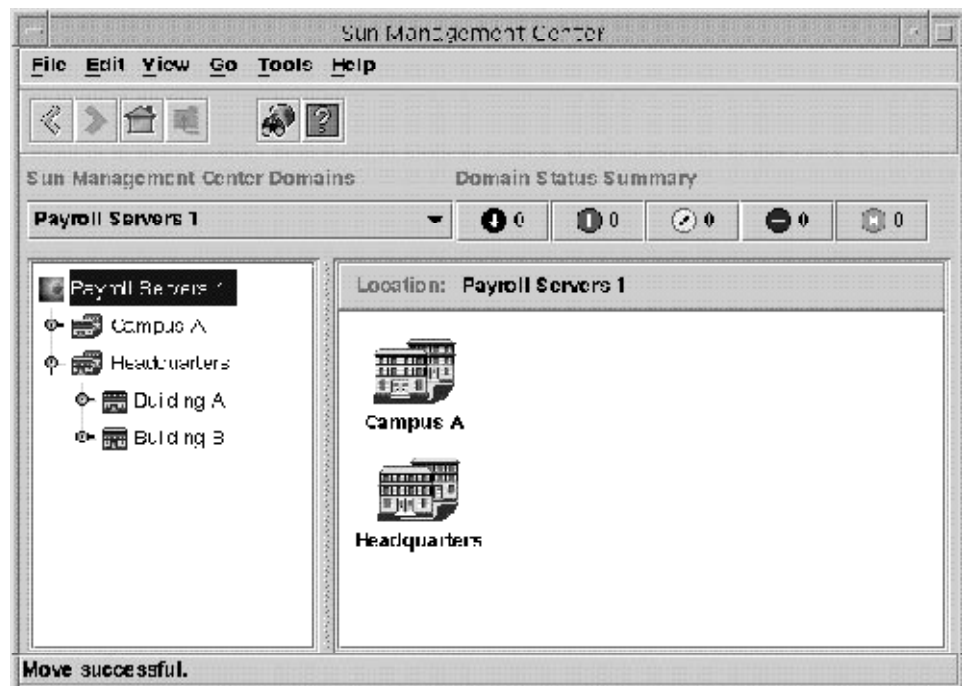 Sun Management Center
File Edit View Go Tools Help
Sun Management Center Domains
Domain Status Summary
Payroll Servers 1
0 0 0 0 0
Payroll Servers 1
Location: Payroll Servers 1
Campus A
Headquarters
Building A
Building B
Campus A
Headquarters
Move successful.